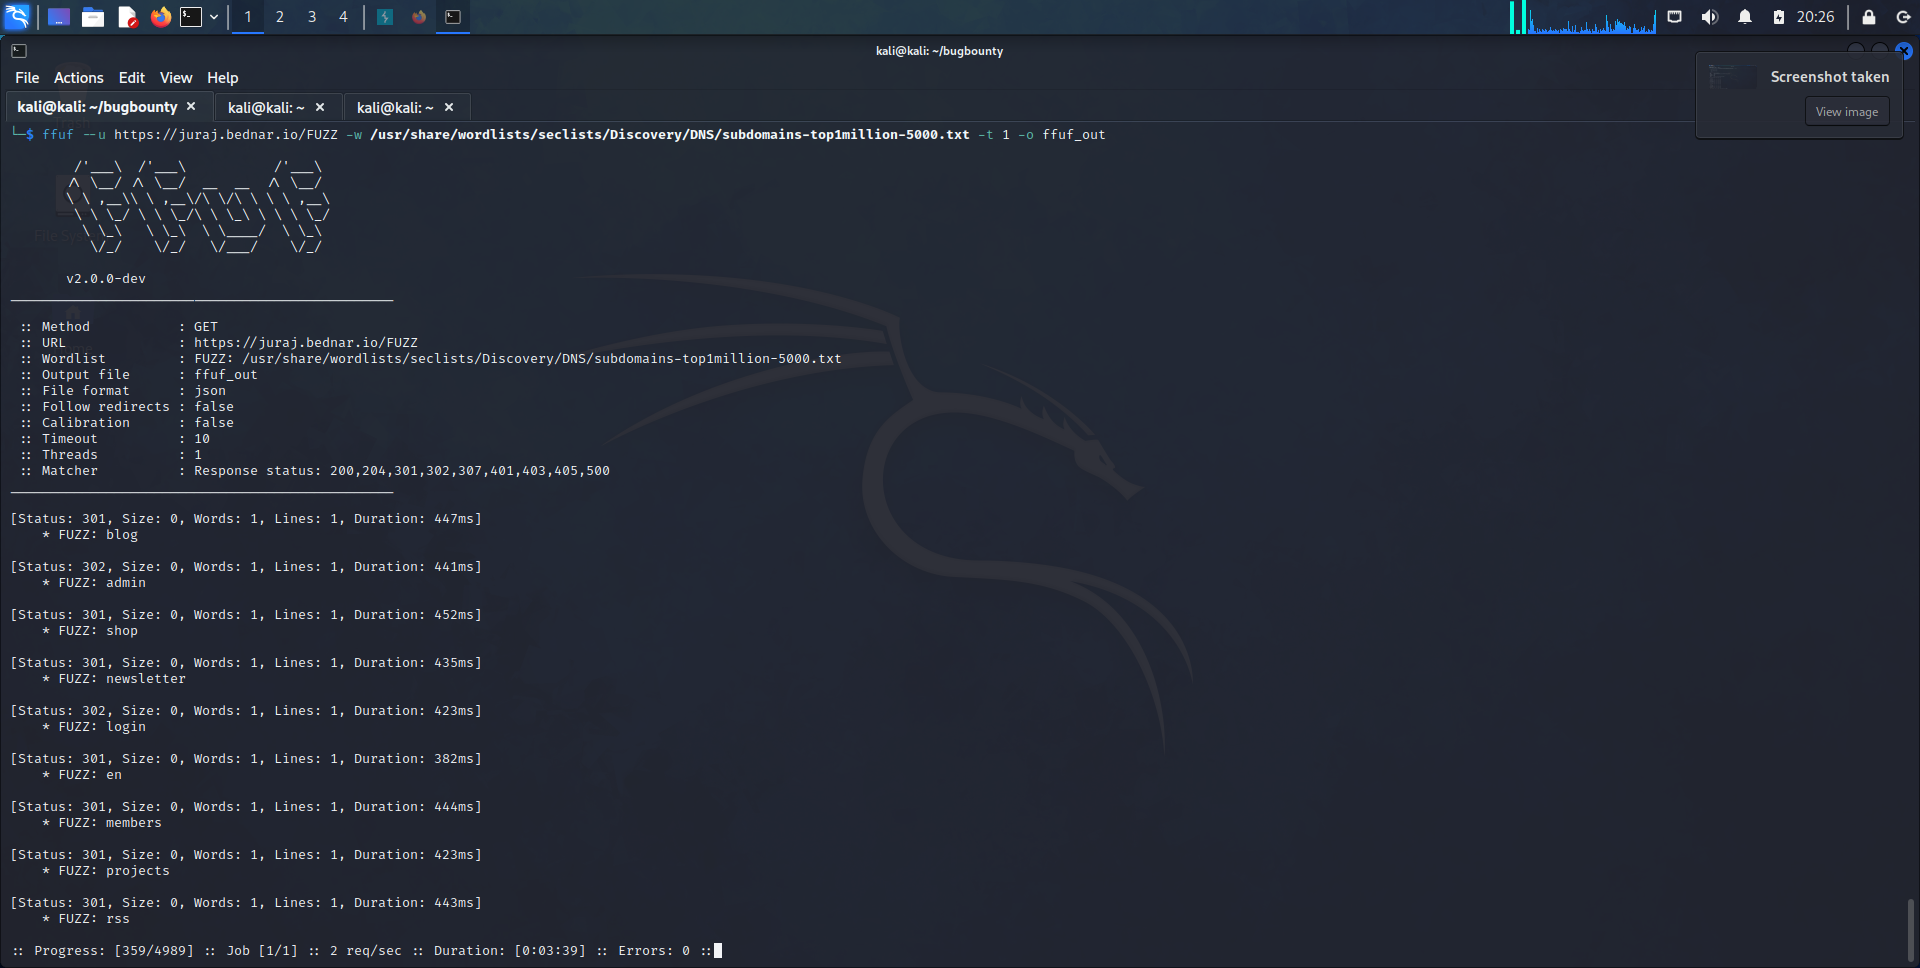 1 2 3 4 20:26
kali@kali: ~/bugbounty
Screenshot taken
View image
File Actions Edit View Help
kali@kali: ~/bugbounty × kali@kali: ~ × kali@kali: ~ ×
└─$ ffuf --u https://juraj.bednar.io/FUZZ -w /usr/share/wordlists/seclists/Discovery/DNS/subdomains-top1million-5000.txt -t 1 -o ffuf_out
v2.0.0-dev
:: Method : GET
:: URL : https://juraj.bednar.io/FUZZ
:: Wordlist : FUZZ: /usr/share/wordlists/seclists/Discovery/DNS/subdomains-top1million-5000.txt
:: Output file : ffuf_out
:: File format : json
:: Follow redirects : false
:: Calibration : false
:: Timeout : 10
:: Threads : 1
:: Matcher : Response status: 200,204,301,302,307,401,403,405,500
[Status: 301, Size: 0, Words: 1, Lines: 1, Duration: 447ms]
* FUZZ: blog
[Status: 302, Size: 0, Words: 1, Lines: 1, Duration: 441ms]
* FUZZ: admin
[Status: 301, Size: 0, Words: 1, Lines: 1, Duration: 452ms]
* FUZZ: shop
[Status: 301, Size: 0, Words: 1, Lines: 1, Duration: 435ms]
* FUZZ: newsletter
[Status: 302, Size: 0, Words: 1, Lines: 1, Duration: 423ms]
* FUZZ: login
[Status: 301, Size: 0, Words: 1, Lines: 1, Duration: 382ms]
* FUZZ: en
[Status: 301, Size: 0, Words: 1, Lines: 1, Duration: 444ms]
* FUZZ: members
[Status: 301, Size: 0, Words: 1, Lines: 1, Duration: 423ms]
* FUZZ: projects
[Status: 301, Size: 0, Words: 1, Lines: 1, Duration: 443ms]
* FUZZ: rss
:: Progress: [359/4989] :: Job [1/1] :: 2 req/sec :: Duration: [0:03:39] :: Errors: 0 ::